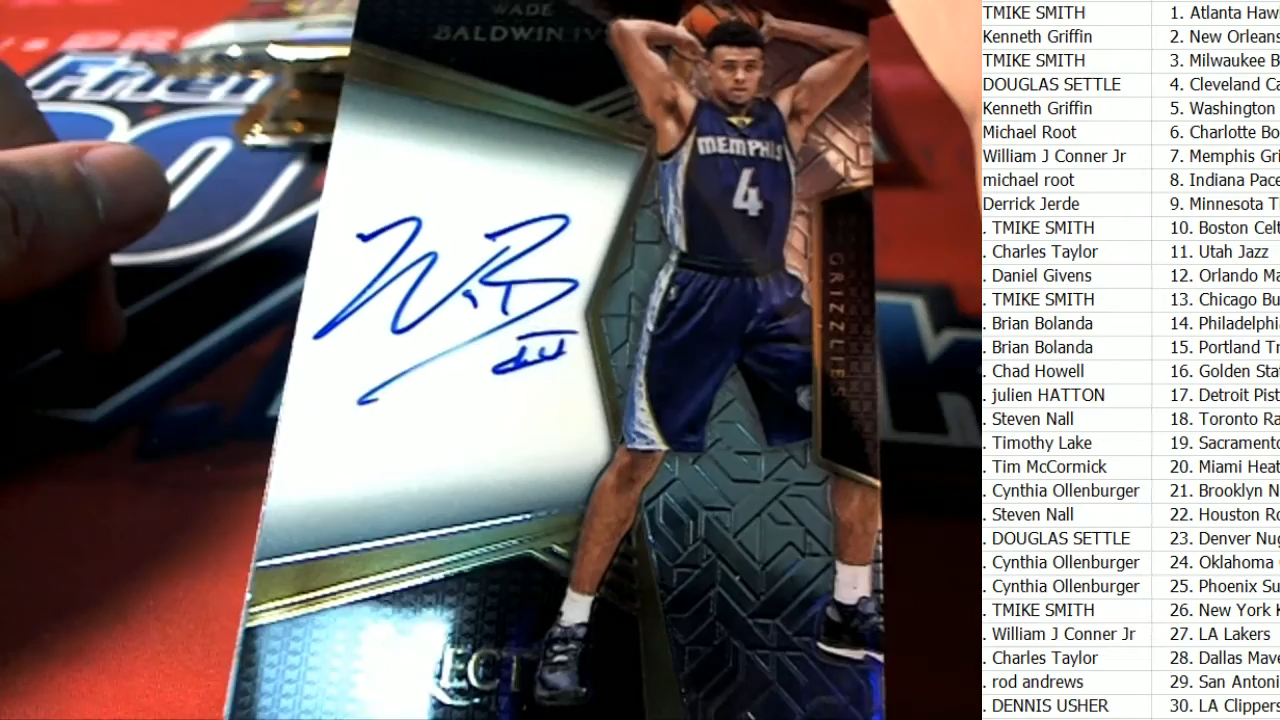 WADE
BALDWIN IV
MEMPHIS
4
GRIZZLIES
TMIKE SMITH 1. Atlanta Haw
Kenneth Griffin 2. New Orleans
TMIKE SMITH 3. Milwaukee B
DOUGLAS SETTLE 4. Cleveland Ca
Kenneth Griffin 5. Washington
Michael Root 6. Charlotte Bo
William J Conner Jr 7. Memphis Gri
michael root 8. Indiana Pace
Derrick Jerde 9. Minnesota T
. TMIKE SMITH 10. Boston Celt
. Charles Taylor 11. Utah Jazz
. Daniel Givens 12. Orlando Ma
. TMIKE SMITH 13. Chicago Bu
. Brian Bolanda 14. Philadelphi
. Brian Bolanda 15. Portland Tr
. Chad Howell 16. Golden Sta
. julien HATTON 17. Detroit Pist
. Steven Nall 18. Toronto Ra
. Timothy Lake 19. Sacramento
. Tim McCormick 20. Miami Heat
. Cynthia Ollenburger 21. Brooklyn N
. Steven Nall 22. Houston Ro
. DOUGLAS SETTLE 23. Denver Nug
. Cynthia Ollenburger 24. Oklahoma
. Cynthia Ollenburger 25. Phoenix Su
. TMIKE SMITH 26. New York K
. William J Conner Jr 27. LA Lakers
. Charles Taylor 28. Dallas Mave
. rod andrews 29. San Antoni
. DENNIS USHER 30. LA Clippers